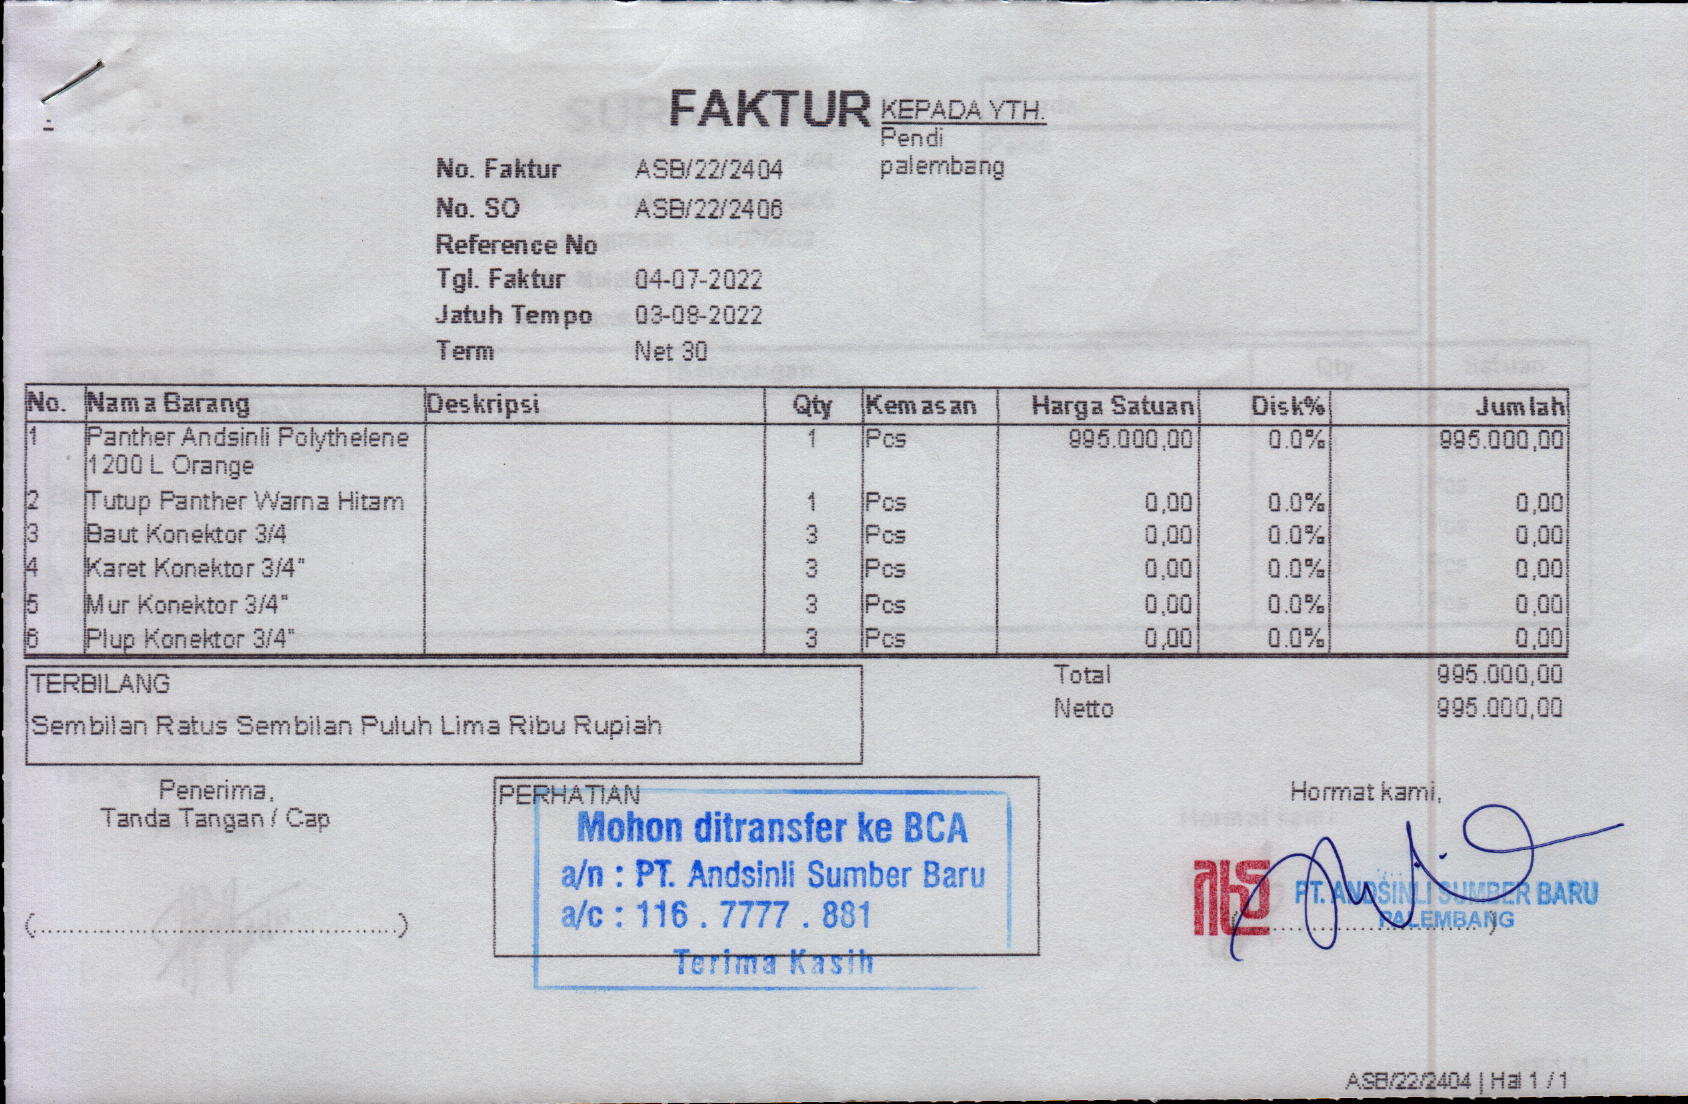 FAKTUR
KEPADA YTH.
Pendi
palembang
No. Faktur ASB/22/2404
No. SO ASB/22/2406
Reference No
Tgl. Faktur 04-07-2022
Jatuh Tempo 03-08-2022
Term Net 30
No. Nama Barang Deskripsi Qty Kemasan Harga Satuan Disk% Jumlah
1 Panther Andsinli Polythelene 1 Pcs 995.000,00 0.0% 995.000,00
1200 L Orange
2 Tutup Panther Warna Hitam 1 Pcs 0,00 0.0% 0,00
3 Baut Konektor 3/4 3 Pcs 0,00 0.0% 0,00
4 Karet Konektor 3/4" 3 Pcs 0,00 0.0% 0,00
5 Mur Konektor 3/4" 3 Pcs 0,00 0.0% 0,00
6 Plup Konektor 3/4" 3 Pcs 0,00 0.0% 0,00
Total 995.000,00
Netto 995.000,00
TERBILANG
Sembilan Ratus Sembilan Puluh Lima Ribu Rupiah
Penerima,
Tanda Tangan / Cap
(..............................................)
PERHATIAN
Mohon ditransfer ke BCA
a/n : PT. Andsinli Sumber Baru
a/c : 116 . 7777 . 881
Terima Kasih
Hormat kami,
PT. ANDSINLI SUMBER BARU
PALEMBANG
ASB/22/2404 | Hal 1 / 1